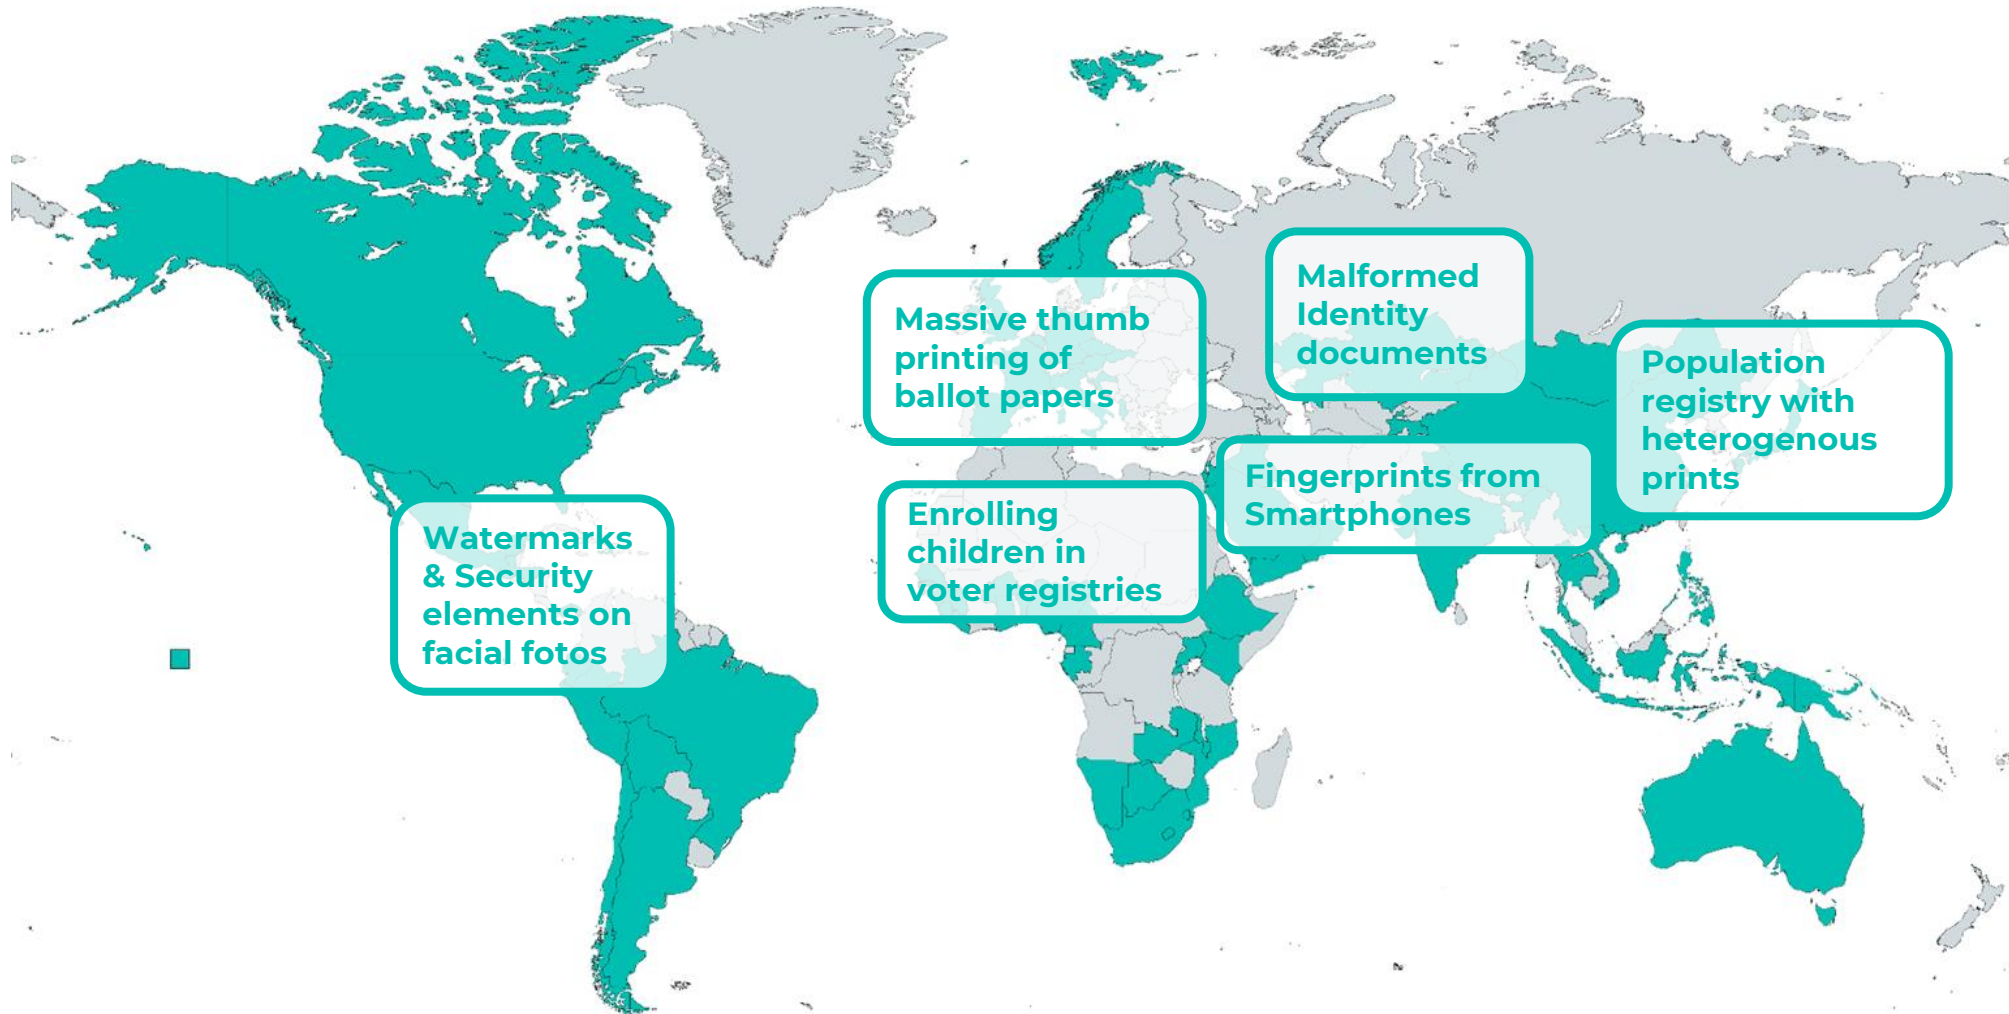 Massive thumb
printing of
ballot papers
Malformed
Identity
documents
Population
registry with
heterogenous
prints
Fingerprints from
Smartphones
Enrolling
children in
voter registries
Watermarks
& Security
elements on
facial fotos